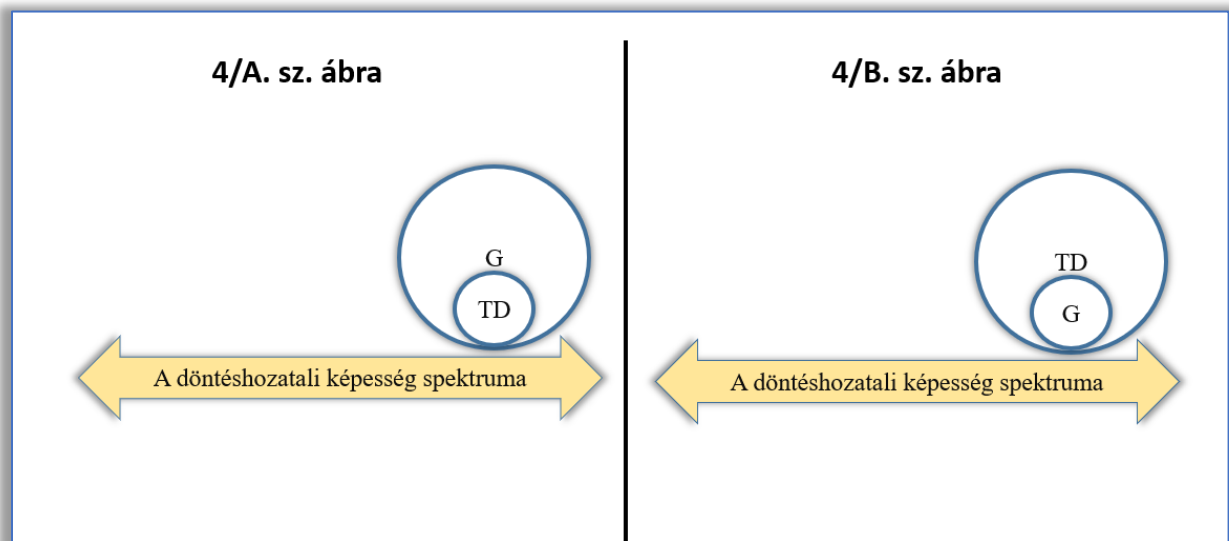 4/A. sz. ábra
G
TD
A döntéshozatali képesség spektruma
4/B. sz. ábra
TD
G
A döntéshozatali képesség spektruma